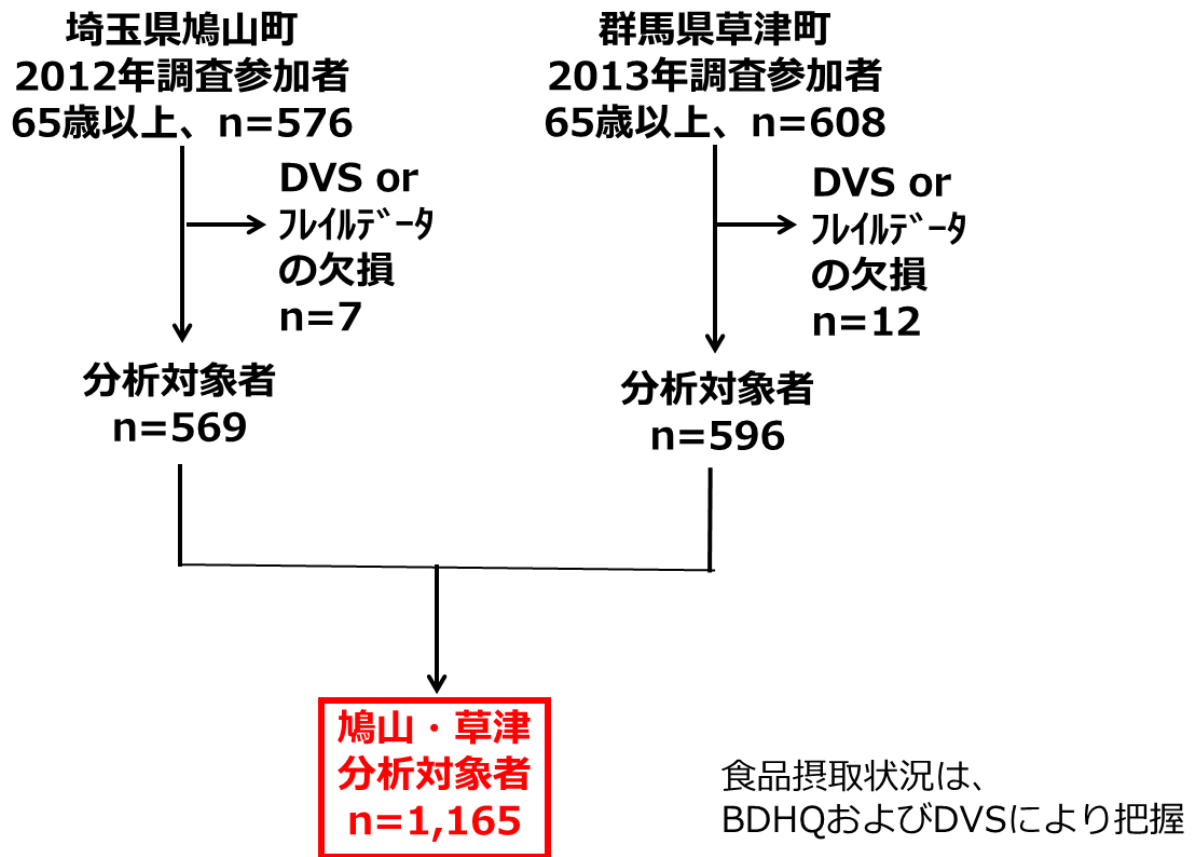 埼玉県鳩山町
2012年調査参加者
65歳以上、n=576
DVS or
ﾌﾚｲﾙﾃﾞｰﾀ
の欠損
n=7
分析対象者
n=569
群馬県草津町
2013年調査参加者
65歳以上、n=608
DVS or
ﾌﾚｲﾙﾃﾞｰﾀ
の欠損
n=12
分析対象者
n=596
鳩山・草津
分析対象者
n=1,165
食品摂取状況は、
BDHQおよびDVSにより把握